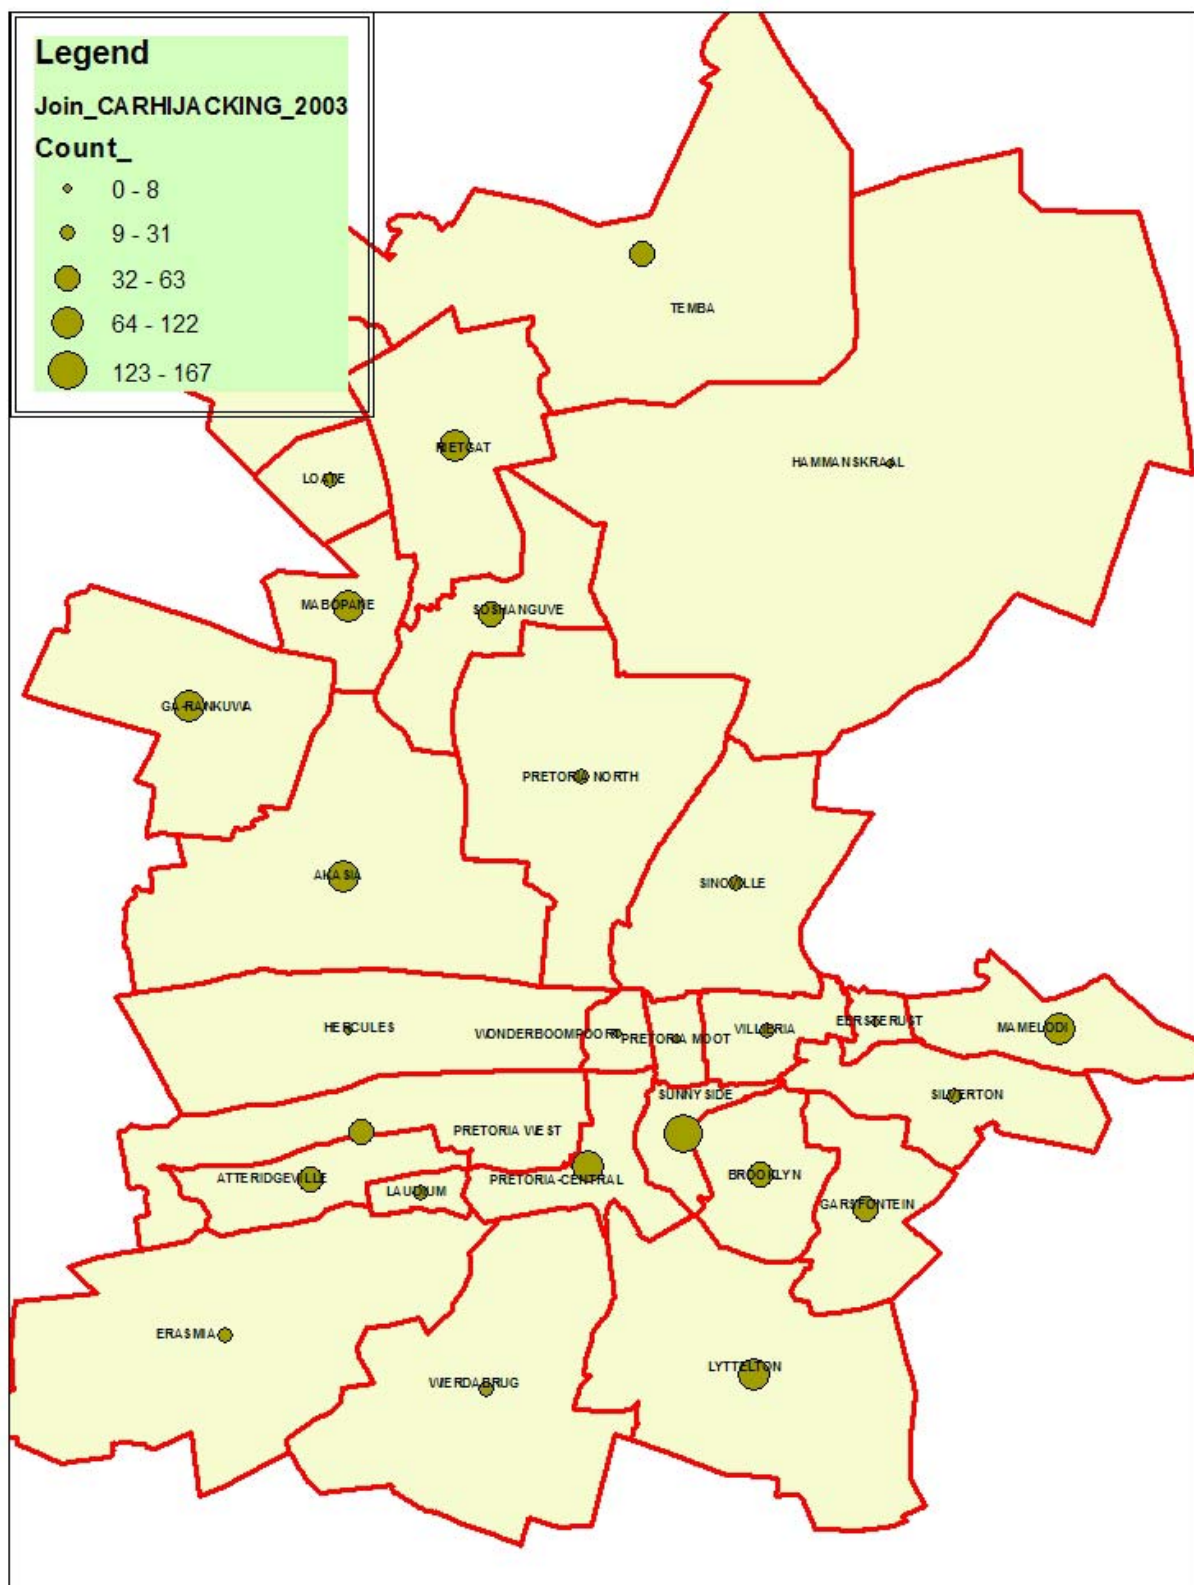 Legend
Join_CARHIJACKING_2003
Count_
0 - 8
9 - 31
32 - 63
64 - 122
123 - 167
TEMBA
RIETGAT
HAMMANSKRAAL
LOATE
MABOPANE
SOSHANGUVE
GA-RANKUWA
PRETORIA NORTH
AKASIA
SINOVILLE
HERCULES
WONDERBOOMPOORT
PRETORIA MOOT
VILLIERIA
EERSTERUST
MAMELODI
SUNNYSIDE
SILVERTON
PRETORIA WEST
ATTERIDGEVILLE
LAUDIUM
PRETORIA-CENTRAL
BROOKLYN
GARSFONTEIN
ERASMIA
WIERDABRUG
LYTTELTON